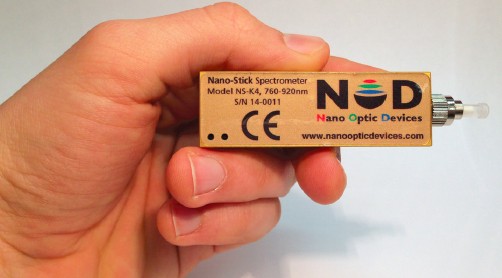 Nano-Stick Spectrometer
Model NS-K4, 760-920nm
S/N 14-0011
CE
NOD
Nano Optic Devices
www.nanoopticdevices.com